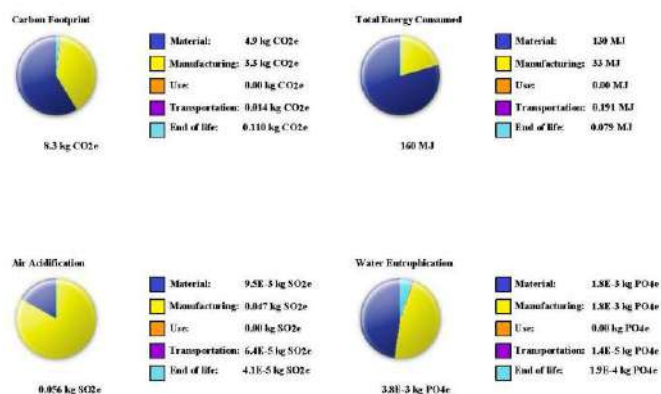 Carbon Footprint
Material: 4.9 kg CO2e
Manufacturing: 3.3 kg CO2e
Use: 0.00 kg CO2e
Transportation: 0.014 kg CO2e
End of life: 0.110 kg CO2e
8.3 kg CO2e
Total Energy Consumed
Material: 130 MJ
Manufacturing: 33 MJ
Use: 0.00 MJ
Transportation: 0.191 MJ
End of life: 0.079 MJ
160 MJ
Air Acidification
Material: 9.5E-3 kg SO2e
Manufacturing: 0.047 kg SO2e
Use: 0.00 kg SO2e
Transportation: 6.4E-5 kg SO2e
End of life: 4.1E-5 kg SO2e
0.056 kg SO2e
Water Eutrophication
Material: 1.8E-3 kg PO4e
Manufacturing: 1.8E-3 kg PO4e
Use: 0.00 kg PO4e
Transportation: 1.4E-5 kg PO4e
End of life: 1.9E-4 kg PO4e
3.8E-3 kg PO4e